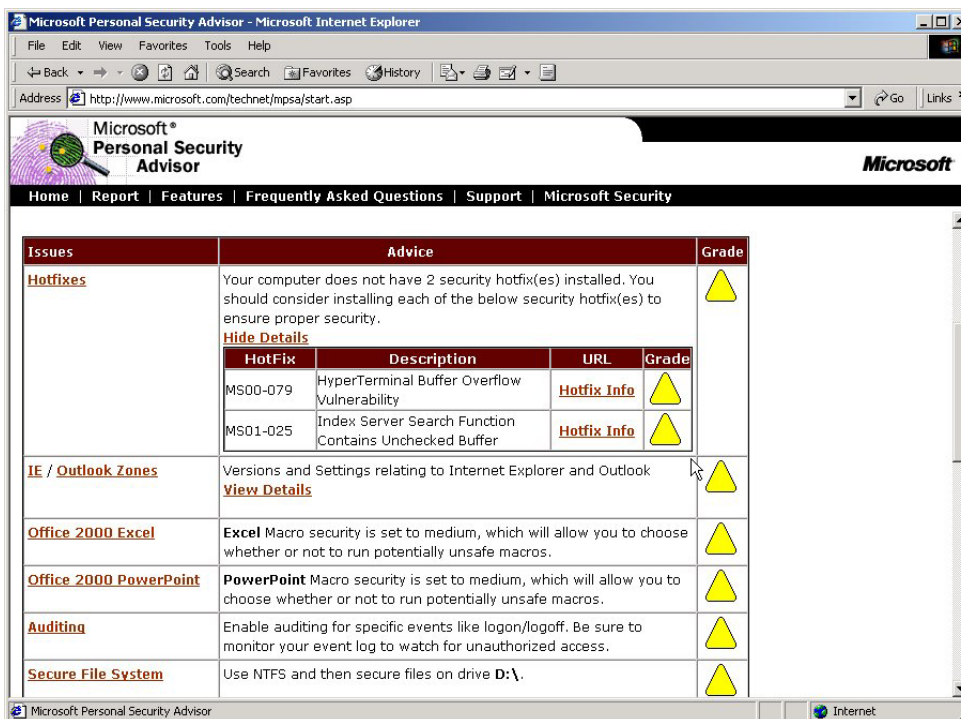 Microsoft Personal Security Advisor - Microsoft Internet Explorer
File Edit View Favorites Tools Help
Back Search Favorites History
Address http://www.microsoft.com/technet/mpsa/start.asp Go Links
Microsoft®
Personal Security
Advisor
Microsoft
Home | Report | Features | Frequently Asked Questions | Support | Microsoft Security
Issues Advice Grade
Hotfixes
Your computer does not have 2 security hotfix(es) installed. You
should consider installing each of the below security hotfix(es) to
ensure proper security.
Hide Details
HotFix Description URL Grade
MS00-079 HyperTerminal Buffer Overflow
Vulnerability
Hotfix Info
MS01-025 Index Server Search Function
Contains Unchecked Buffer
Hotfix Info
IE / Outlook Zones
Versions and Settings relating to Internet Explorer and Outlook
View Details
Office 2000 Excel
Excel Macro security is set to medium, which will allow you to choose
whether or not to run potentially unsafe macros.
Office 2000 PowerPoint
PowerPoint Macro security is set to medium, which will allow you to
choose whether or not to run potentially unsafe macros.
Auditing
Enable auditing for specific events like logon/logoff. Be sure to
monitor your event log to watch for unauthorized access.
Secure File System
Use NTFS and then secure files on drive D:\.
Microsoft Personal Security Advisor
Internet